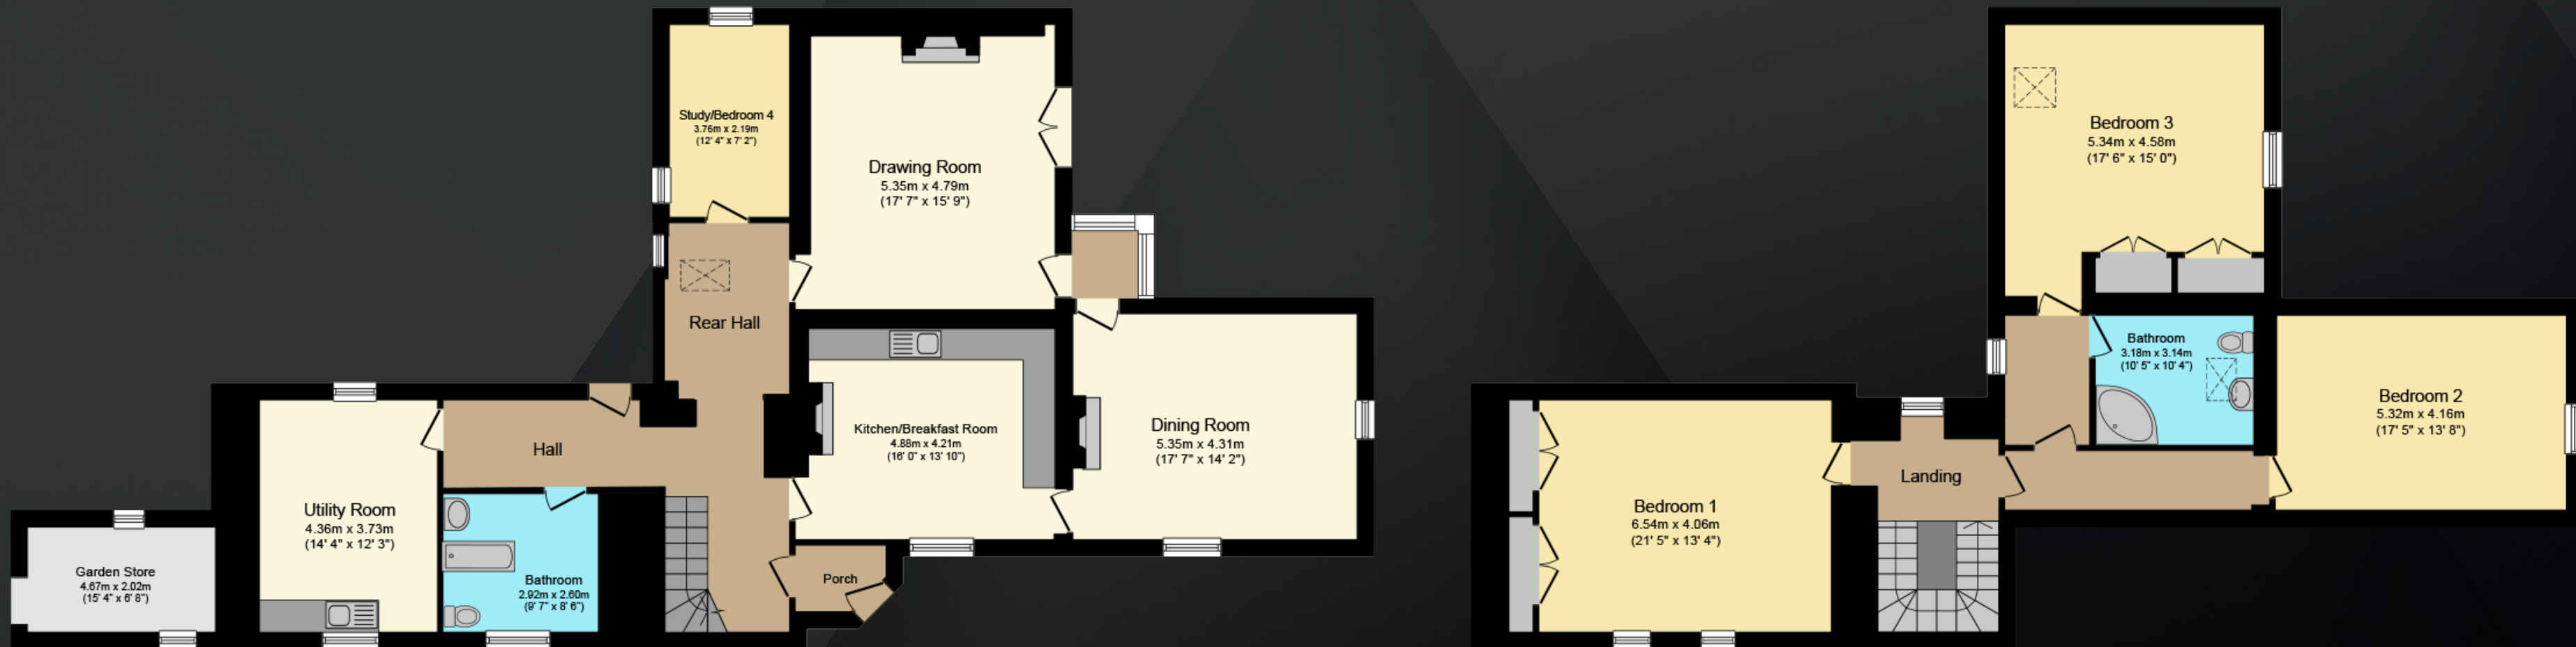 Study/Bedroom 4
3.76m x 2.19m
(12' 4" x 7' 2")
Drawing Room
5.35m x 4.79m
(17' 7" x 15' 9")
Rear Hall
Kitchen/Breakfast Room
4.88m x 4.21m
(16' 0" x 13' 10")
Dining Room
5.35m x 4.31m
(17' 7" x 14' 2")
Hall
Utility Room
4.36m x 3.73m
(14' 4" x 12' 3")
Garden Store
4.67m x 2.02m
(15' 4" x 6' 8")
Bathroom
2.92m x 2.60m
(9' 7" x 8' 6")
Porch
Bedroom 3
5.34m x 4.58m
(17' 6" x 15' 0")
Bathroom
3.18m x 3.14m
(10' 5" x 10' 4")
Bedroom 2
5.32m x 4.16m
(17' 5" x 13' 8")
Landing
Bedroom 1
6.54m x 4.06m
(21' 5" x 13' 4")